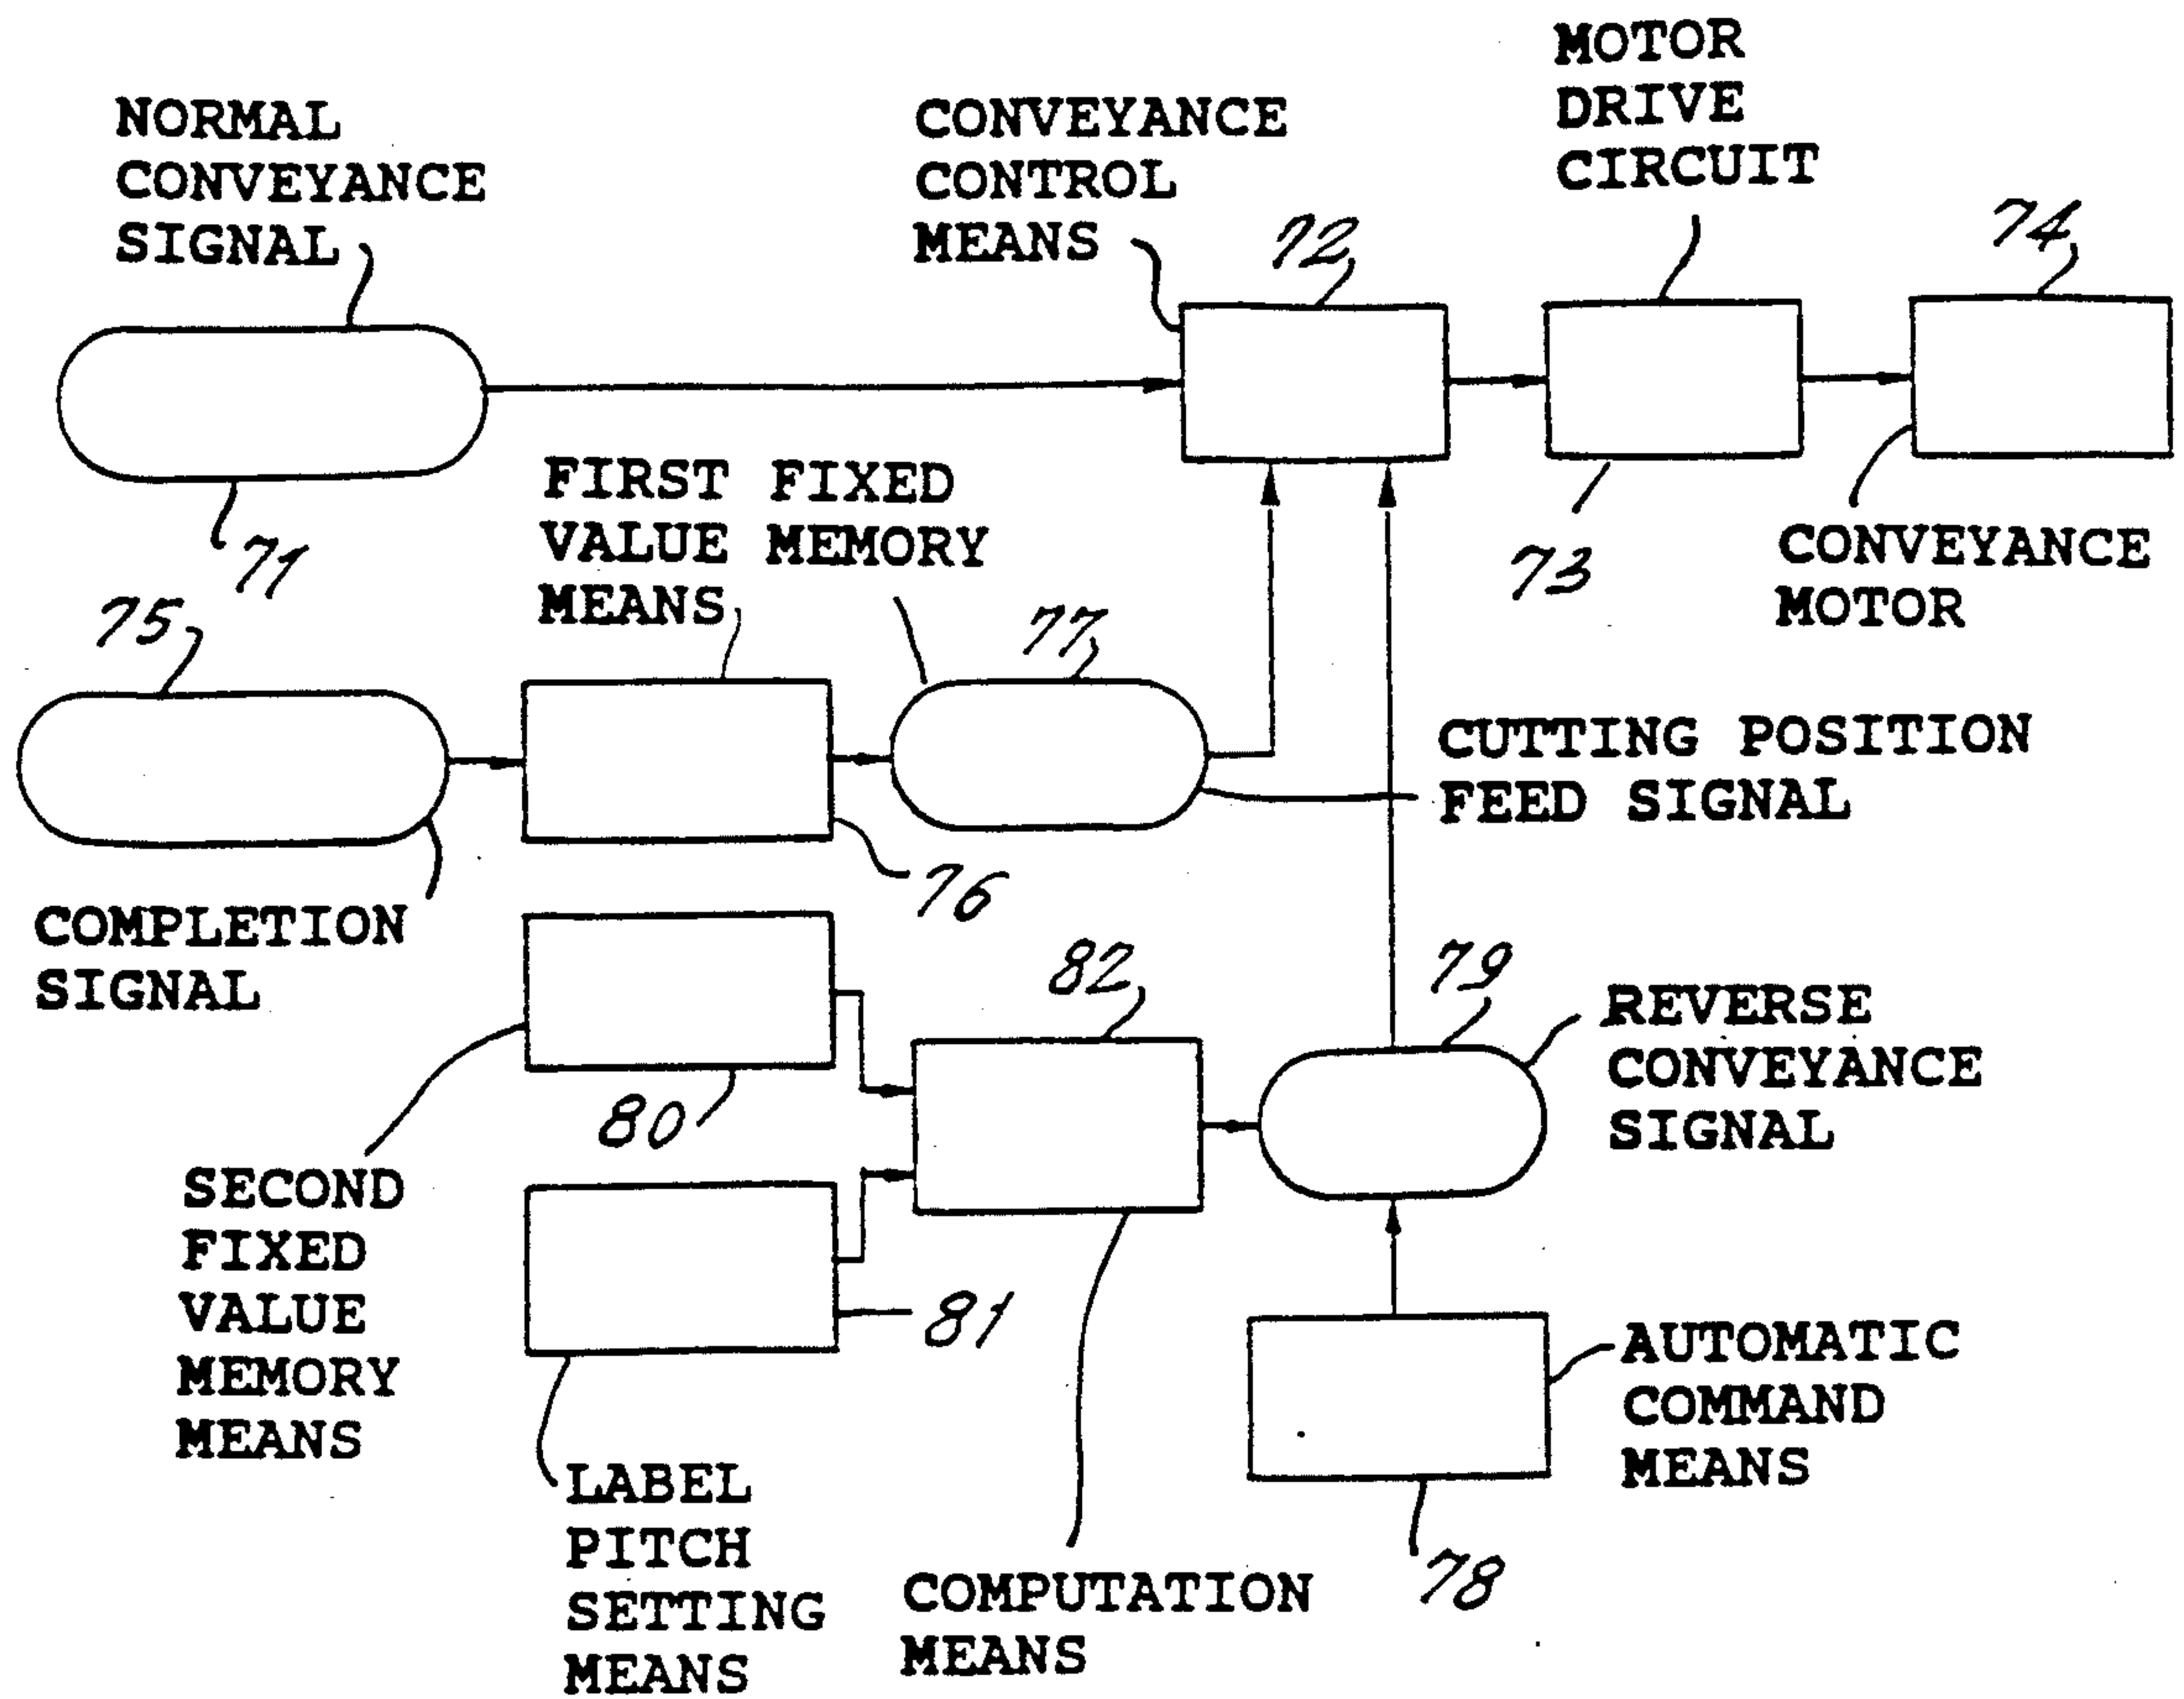 NORMAL
CONVEYANCE
SIGNAL
71
CONVEYANCE
CONTROL
MEANS
72
MOTOR
DRIVE
CIRCUIT
73
74
CONVEYANCE
MOTOR
75
COMPLETION
SIGNAL
FIRST FIXED
VALUE MEMORY
MEANS
76
77
CUTTING POSITION
FEED SIGNAL
80
SECOND
FIXED
VALUE
MEMORY
MEANS
81
LABEL
PITCH
SETTING
MEANS
82
COMPUTATION
MEANS
79
REVERSE
CONVEYANCE
SIGNAL
AUTOMATIC
COMMAND
MEANS
78